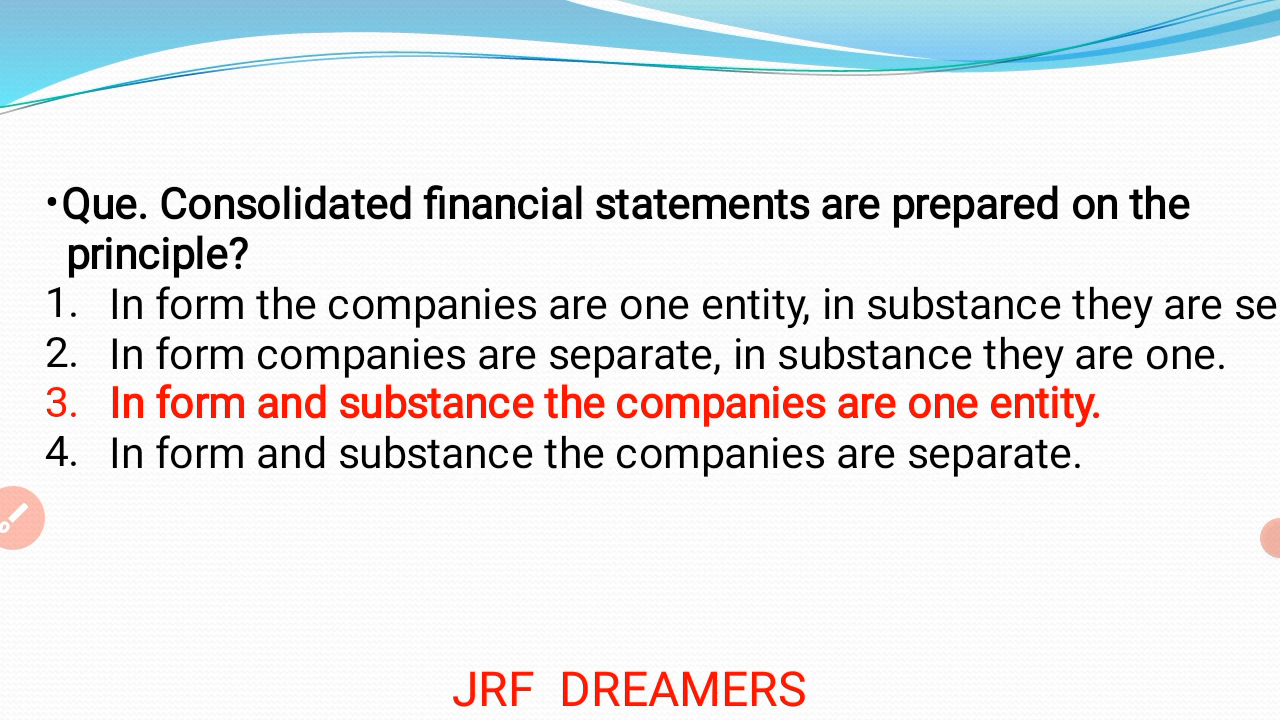 •Que. Consolidated financial statements are prepared on the
principle?
1. In form the companies are one entity, in substance they are se
2. In form companies are separate, in substance they are one.
3. In form and substance the companies are one entity.
4. In form and substance the companies are separate.
JRF DREAMERS